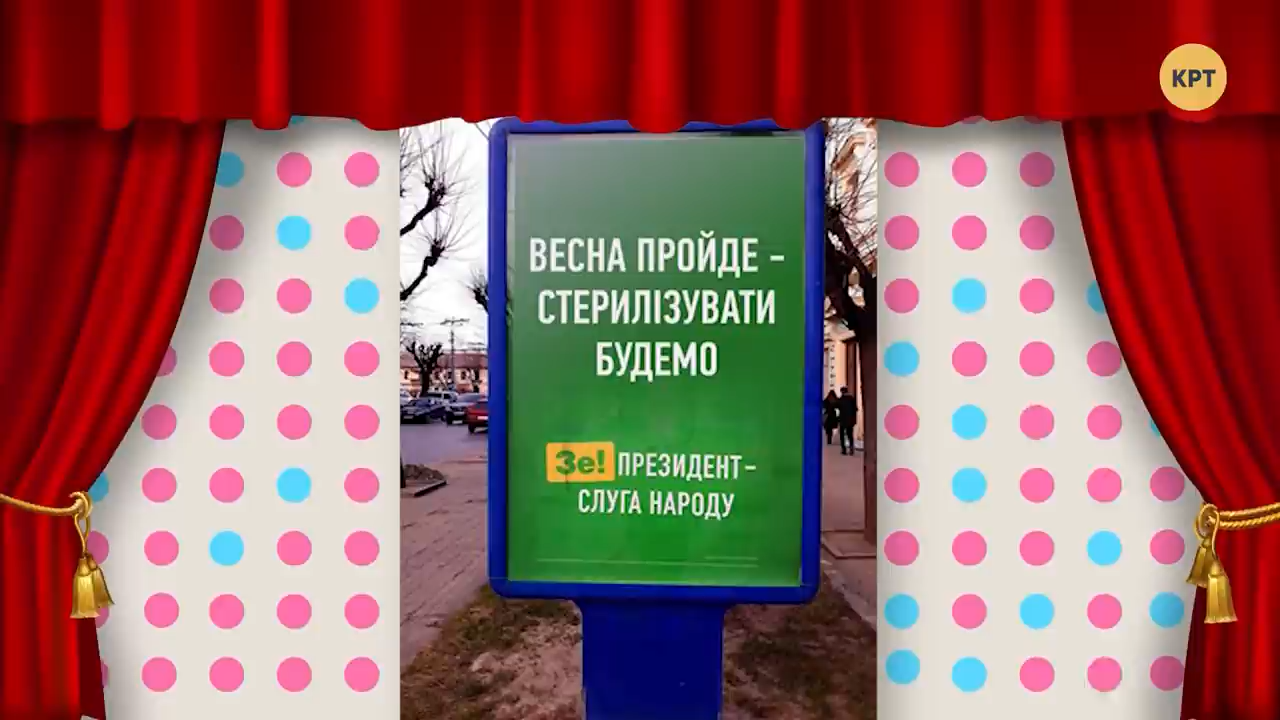 КРТ
ВЕСНА ПРОЙДЕ –
СТЕРИЛІЗУВАТИ
БУДЕМО
Зе! ПРЕЗИДЕНТ–
СЛУГА НАРОДУ